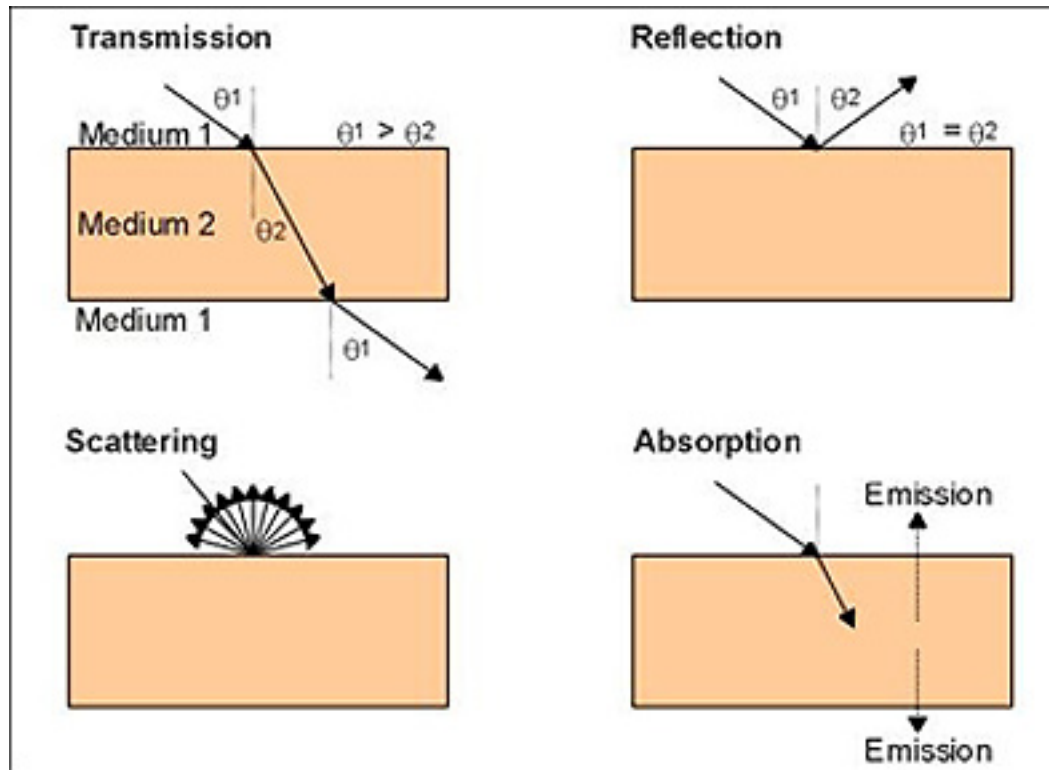 Transmission
θ1
Medium 1
θ1 > θ2
Medium 2
θ2
Medium 1
θ1
Reflection
θ1
θ2
θ1 = θ2
Scattering
Absorption
Emission
Emission